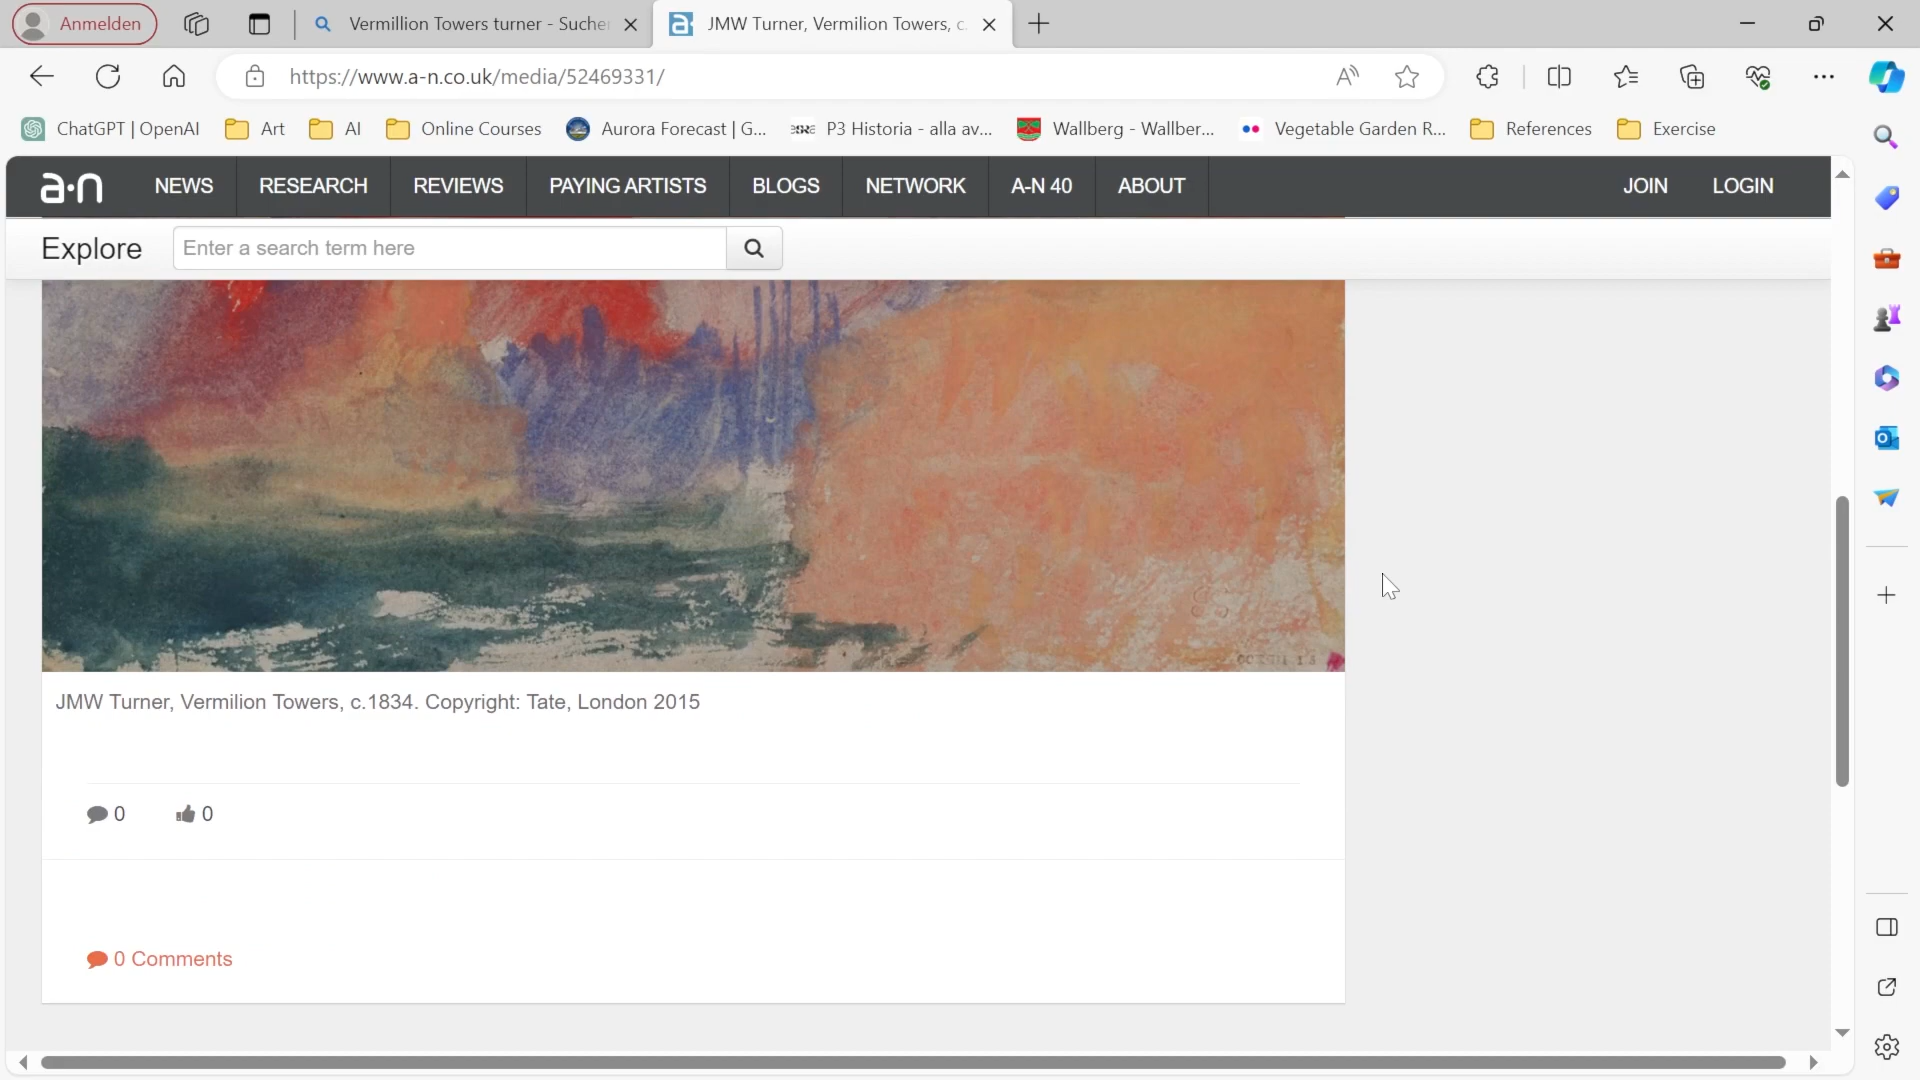 Anmelden
Vermillion Towers turner - Sucher
JMW Turner, Vermilion Towers, c.
https://www.a-n.co.uk/media/52469331/
ChatGPT | OpenAI
Art
AI
Online Courses
Aurora Forecast | G...
P3 Historia - alla av...
Wallberg - Wallber...
Vegetable Garden R...
References
Exercise
a-n
NEWS
RESEARCH
REVIEWS
PAYING ARTISTS
BLOGS
NETWORK
A-N 40
ABOUT
JOIN
LOGIN
Explore
Enter a search term here
JMW Turner, Vermilion Towers, c.1834. Copyright: Tate, London 2015
0
0
0 Comments